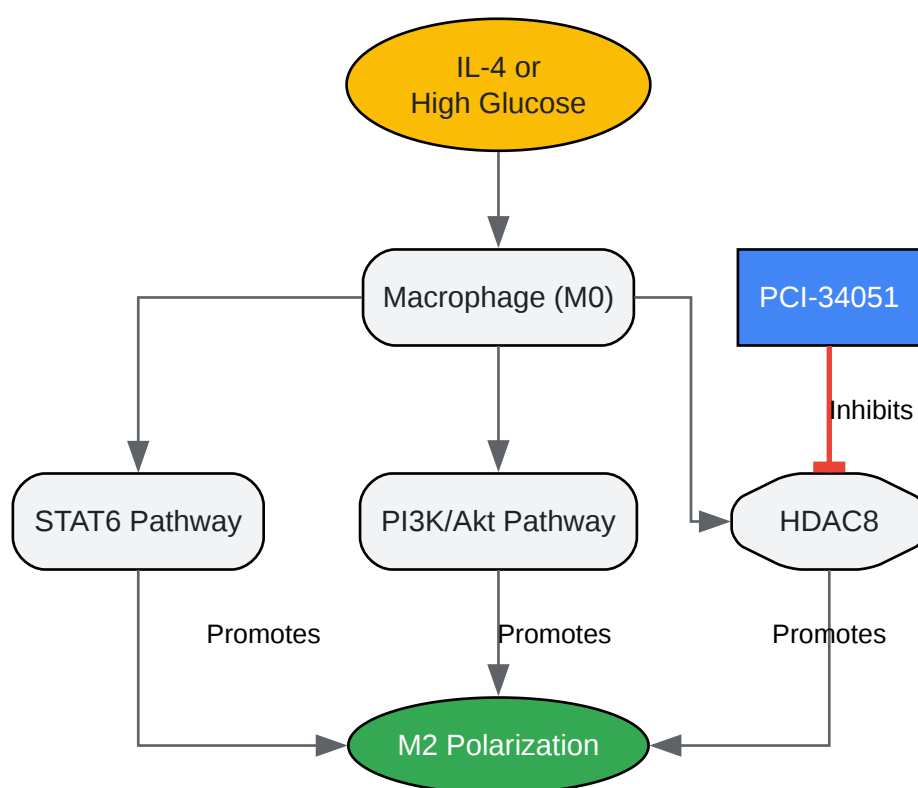 IL-4 or
High Glucose
Macrophage (M0)
PCI-34051
Inhibits
STAT6 Pathway
PI3K/Akt Pathway
HDAC8
Promotes
Promotes
Promotes
M2 Polarization